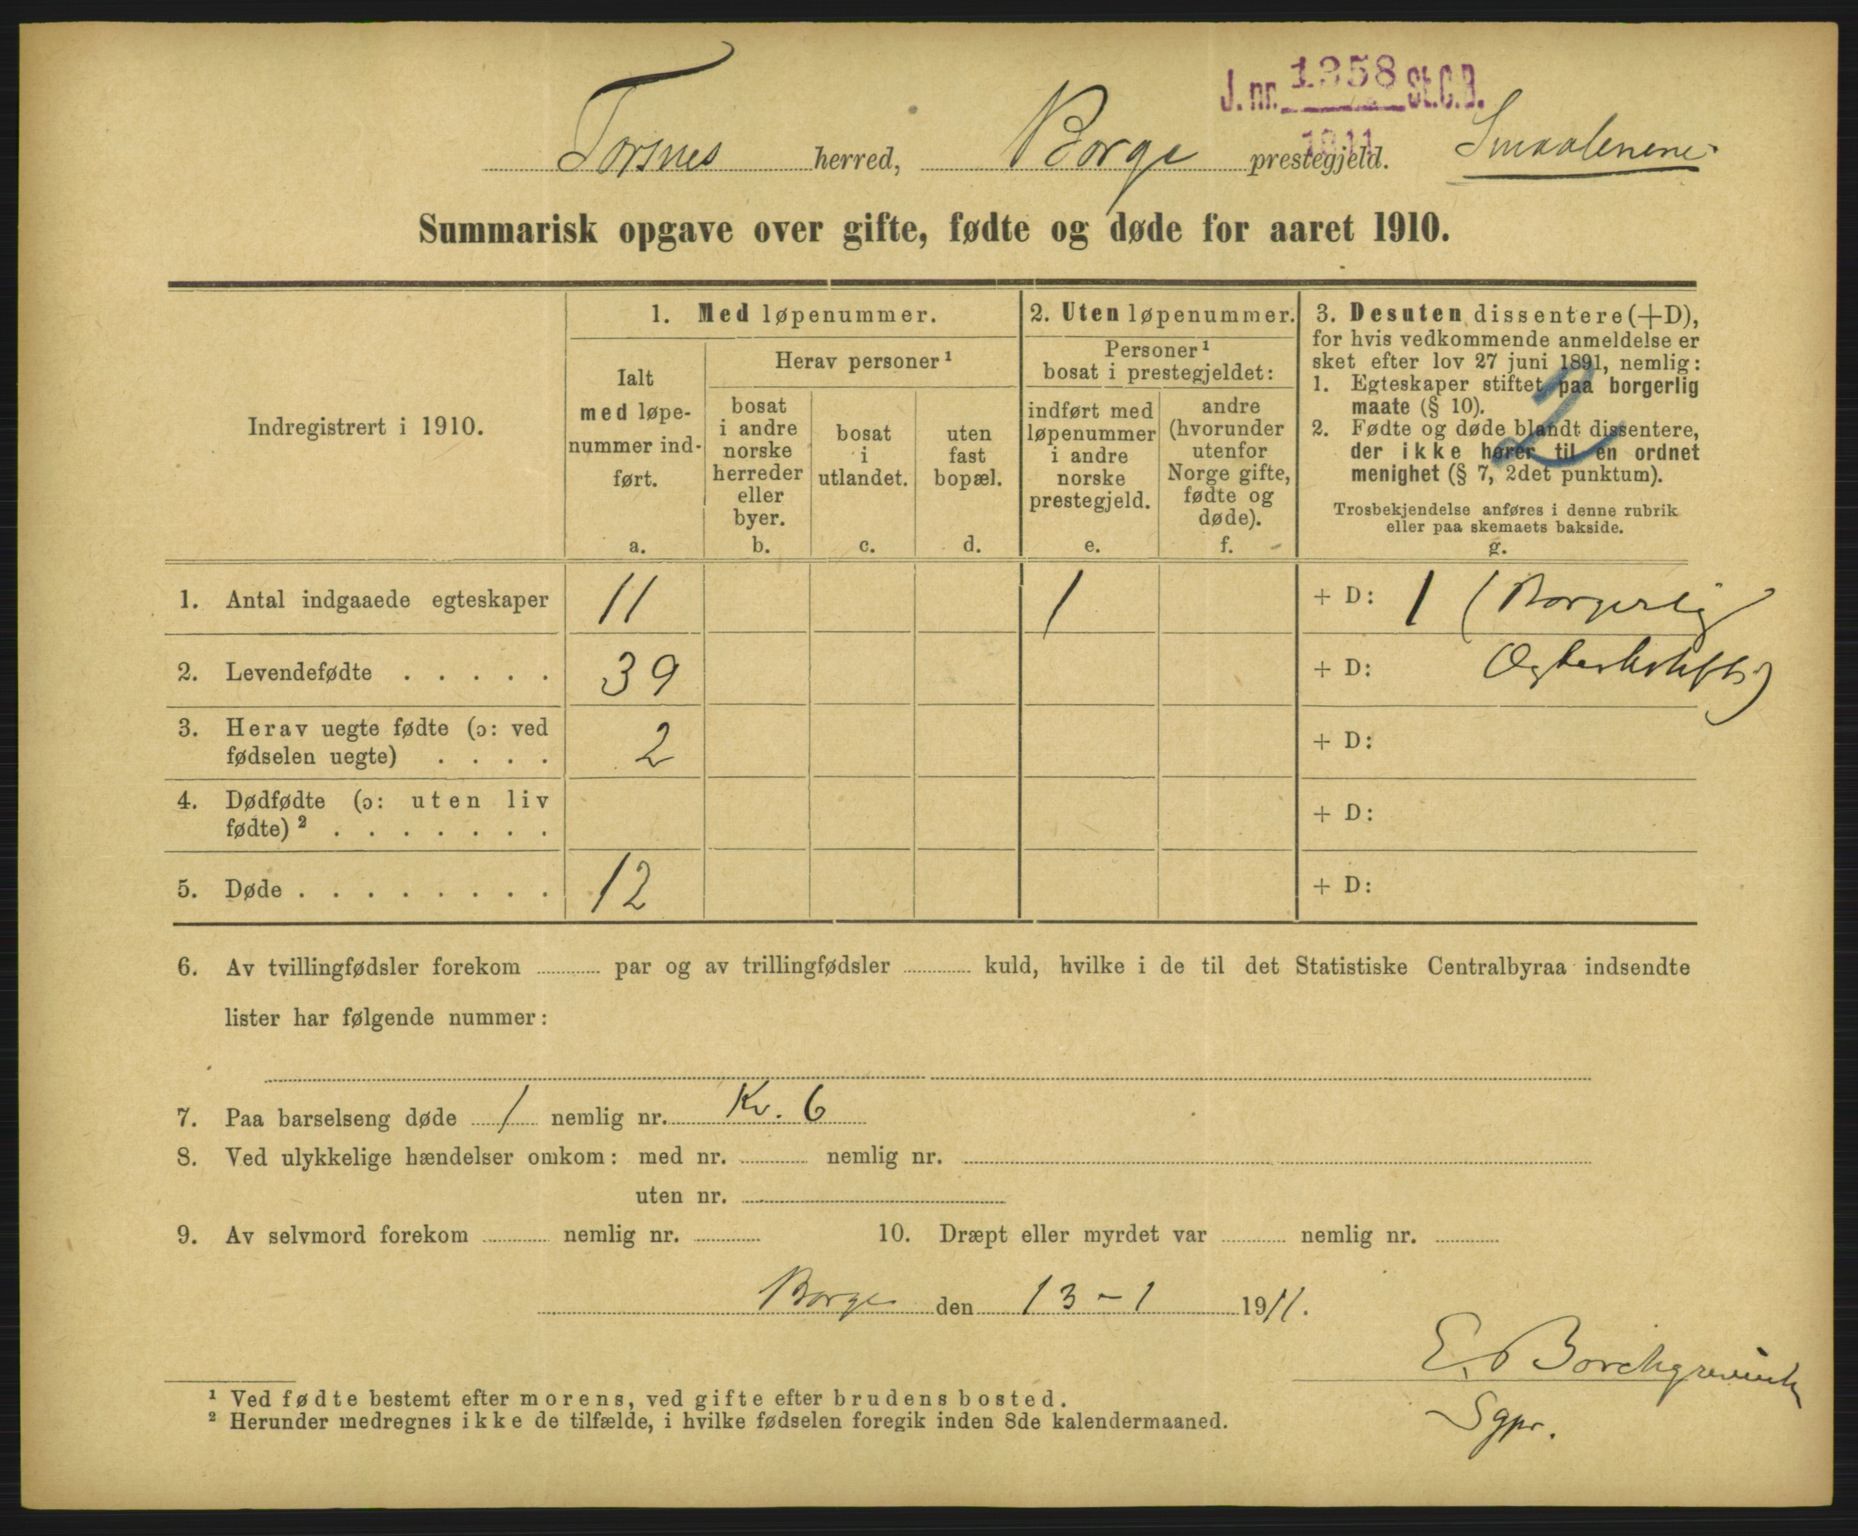 J. nr. 1358 St.C.B.
1911
Torsnes herred, Borge prestegjeld. Smaalenene
Summarisk opgave over gifte, fødte og døde for aaret 1910.
Indregistrert i 1910.
1. Med løpenummer.
Ialt
med løpe-
nummer ind-
ført.
a.
Herav personer ¹
bosat
i andre
norske
herreder
eller
byer.
b.
bosat
i
utlandet.
c.
uten
fast
bopæl.
d.
2. Uten løpenummer.
Personer ¹
bosat i prestegjeldet:
indført med
løpenummer
i andre
norske
prestegjeld.
e.
andre
(hvorunder
utenfor
Norge gifte,
fødte og
døde).
f.
3. Desuten dissentere (+D),
for hvis vedkommende anmeldelse er
sket efter lov 27 juni 1891, nemlig:
1. Egteskaper stiftet paa borgerlig
maate (§ 10).
2. Fødte og døde blandt dissentere,
der ikke hører til en ordnet
menighet (§ 7, 2det punktum).
Trosbekjendelse anføres i denne rubrik
eller paa skemaets bakside.
g.
2
1. Antal indgaaede egteskaper 11 1 + D: 1 (Borgerlig
2. Levendefødte . . . . . 39 + D:
3. Herav uegte fødte (ɔ: ved
fødselen uegte) . . . . 2 + D:
4. Dødfødte (ɔ: uten liv
fødte) ² . . . . . . . + D:
5. Døde . . . . . . . . 12 + D:
6. Av tvillingfødsler forekom par og av trillingfødsler kuld, hvilke i de til det Statistiske Centralbyraa indsendte
lister har følgende nummer:
7. Paa barselseng døde 1 nemlig nr. Kv. 6
8. Ved ulykkelige hændelser omkom: med nr. nemlig nr.
uten nr.
9. Av selvmord forekom nemlig nr. 10. Dræpt eller myrdet var nemlig nr.
Borge den 13-1 1911.
E. Borchgrevink
Sgpr.
¹ Ved fødte bestemt efter morens, ved gifte efter brudens bosted.
² Herunder medregnes ikke de tilfælde, i hvilke fødselen foregik inden 8de kalendermaaned.